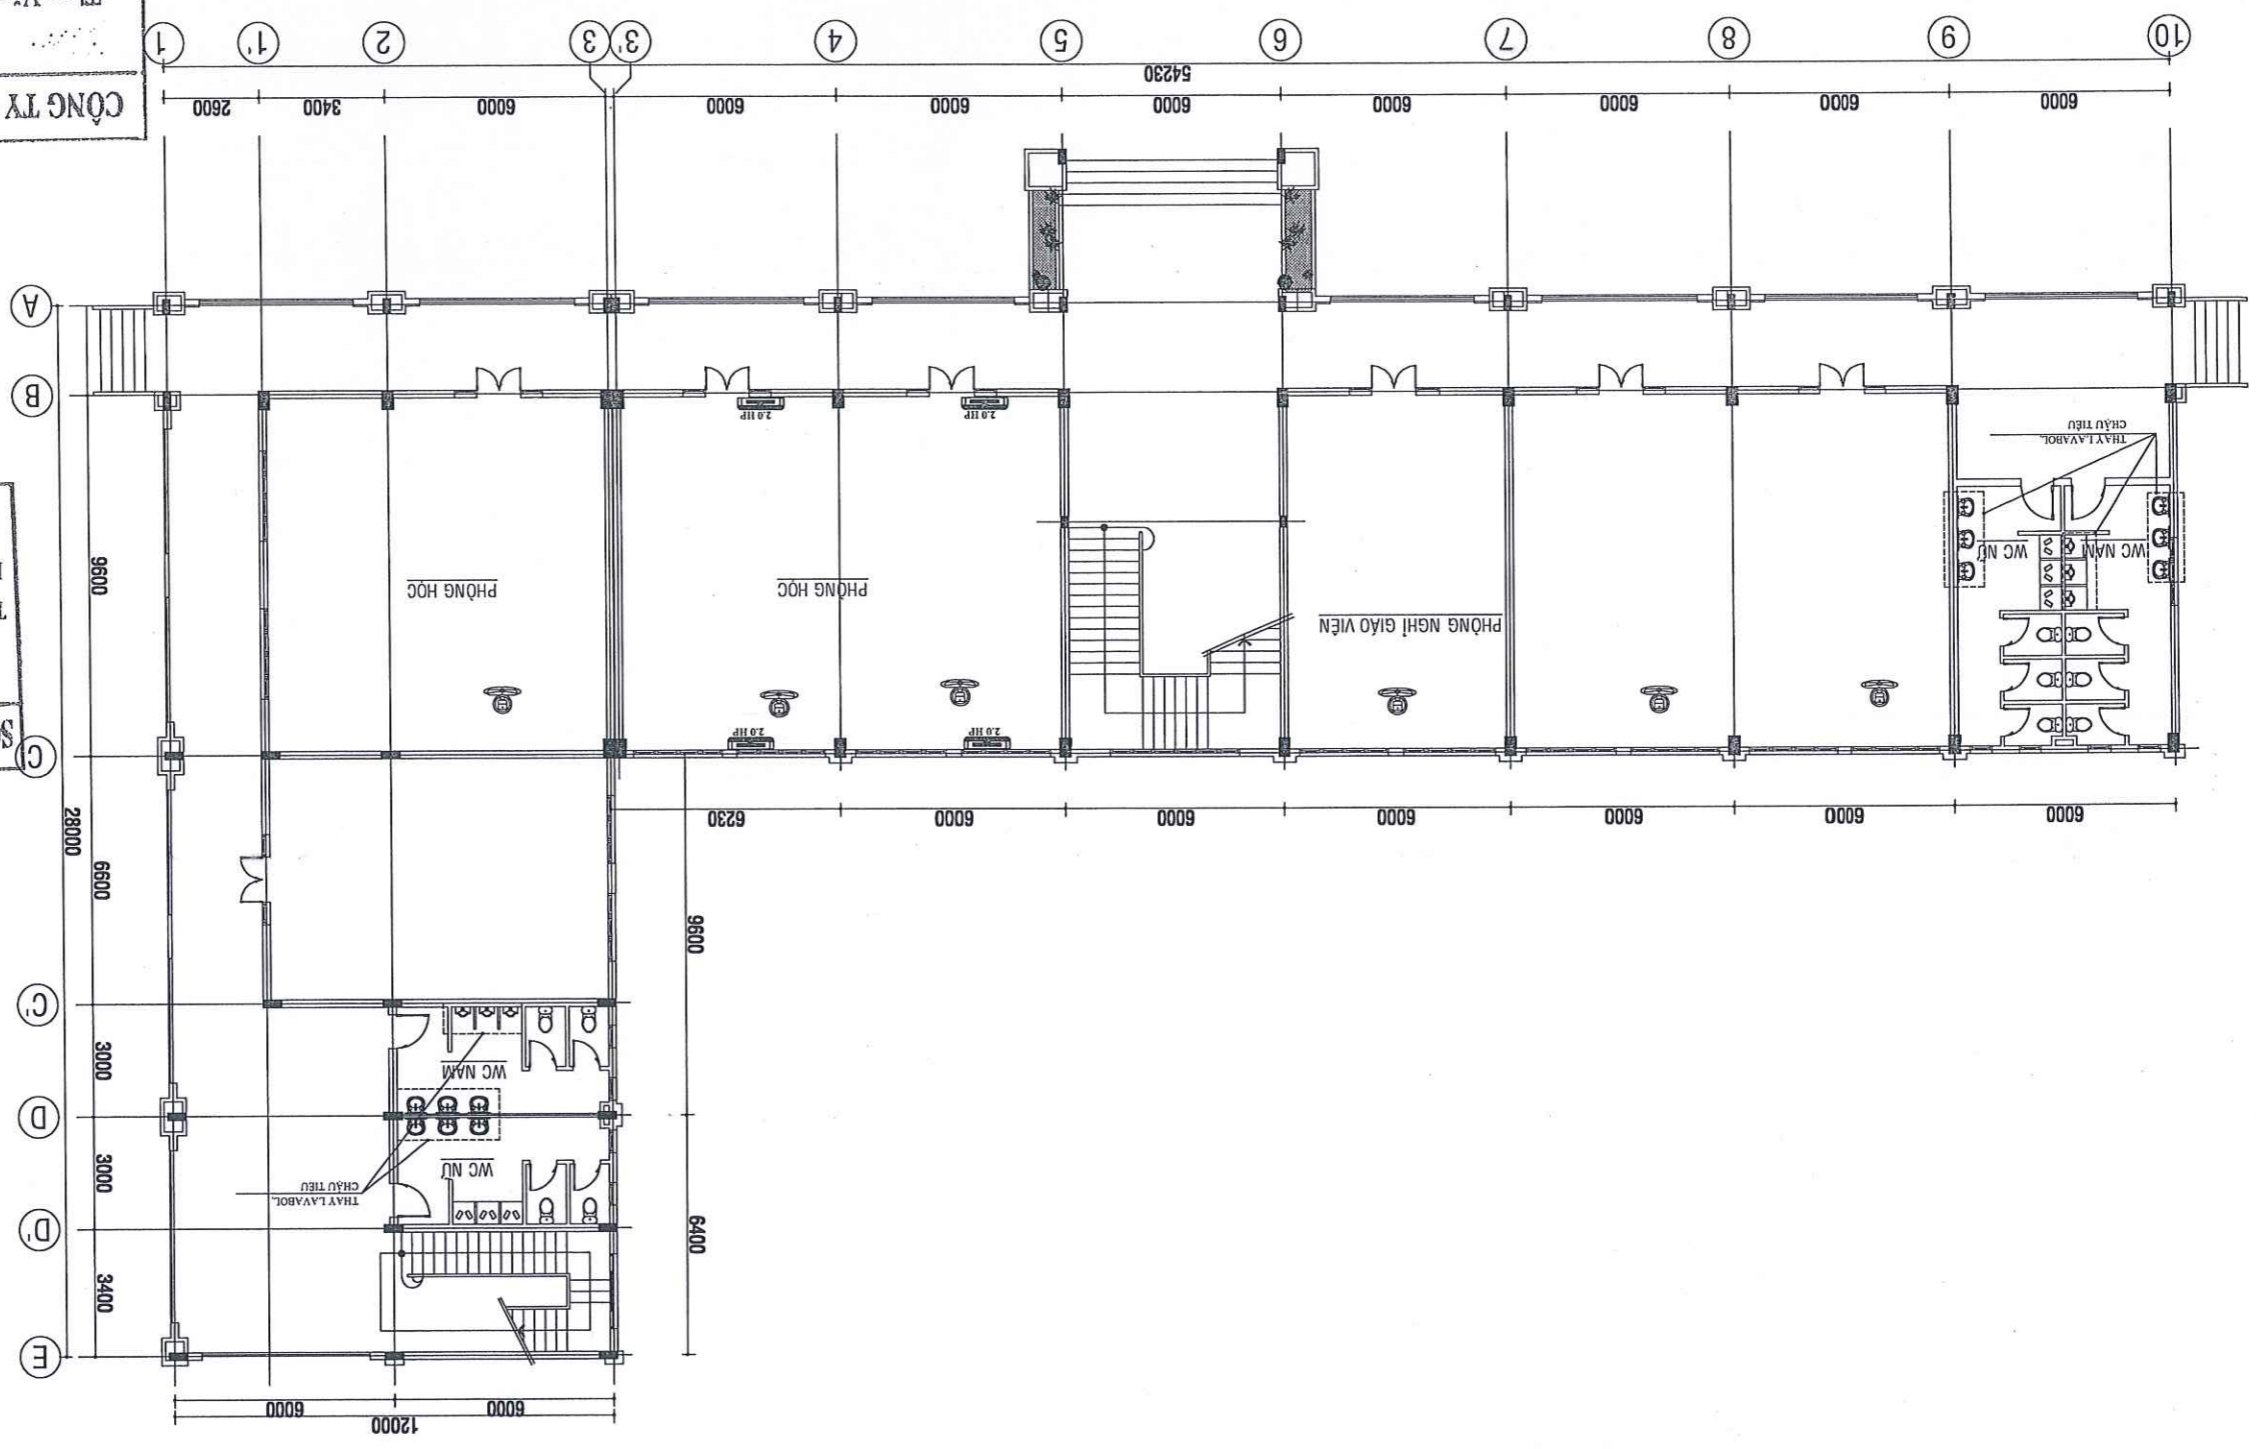 12000
6000
6000
E
3400
6400
D'
THAY LAVABOL,
CHẬU TIỂU
3000
WC NỮ
D
WC NAM
3000
C'
9600
6600
28000
6000
6000
6000
6000
6000
6000
6230
C
2.0 HP
2.0 HP
PHÒNG NGHỈ GIÁO VIÊN
PHÒNG HỌC
PHÒNG HỌC
9600
WC NAM
WC NỮ
THAY LAVABOL,
CHẬU TIỂU
2.0 HP
2.0 HP
B
A
CÔNG TY
6000
6000
6000
6000
6000
6000
6000
6000
3400
2600
54230
10
9
8
7
6
5
4
3'
3
2
1'
1